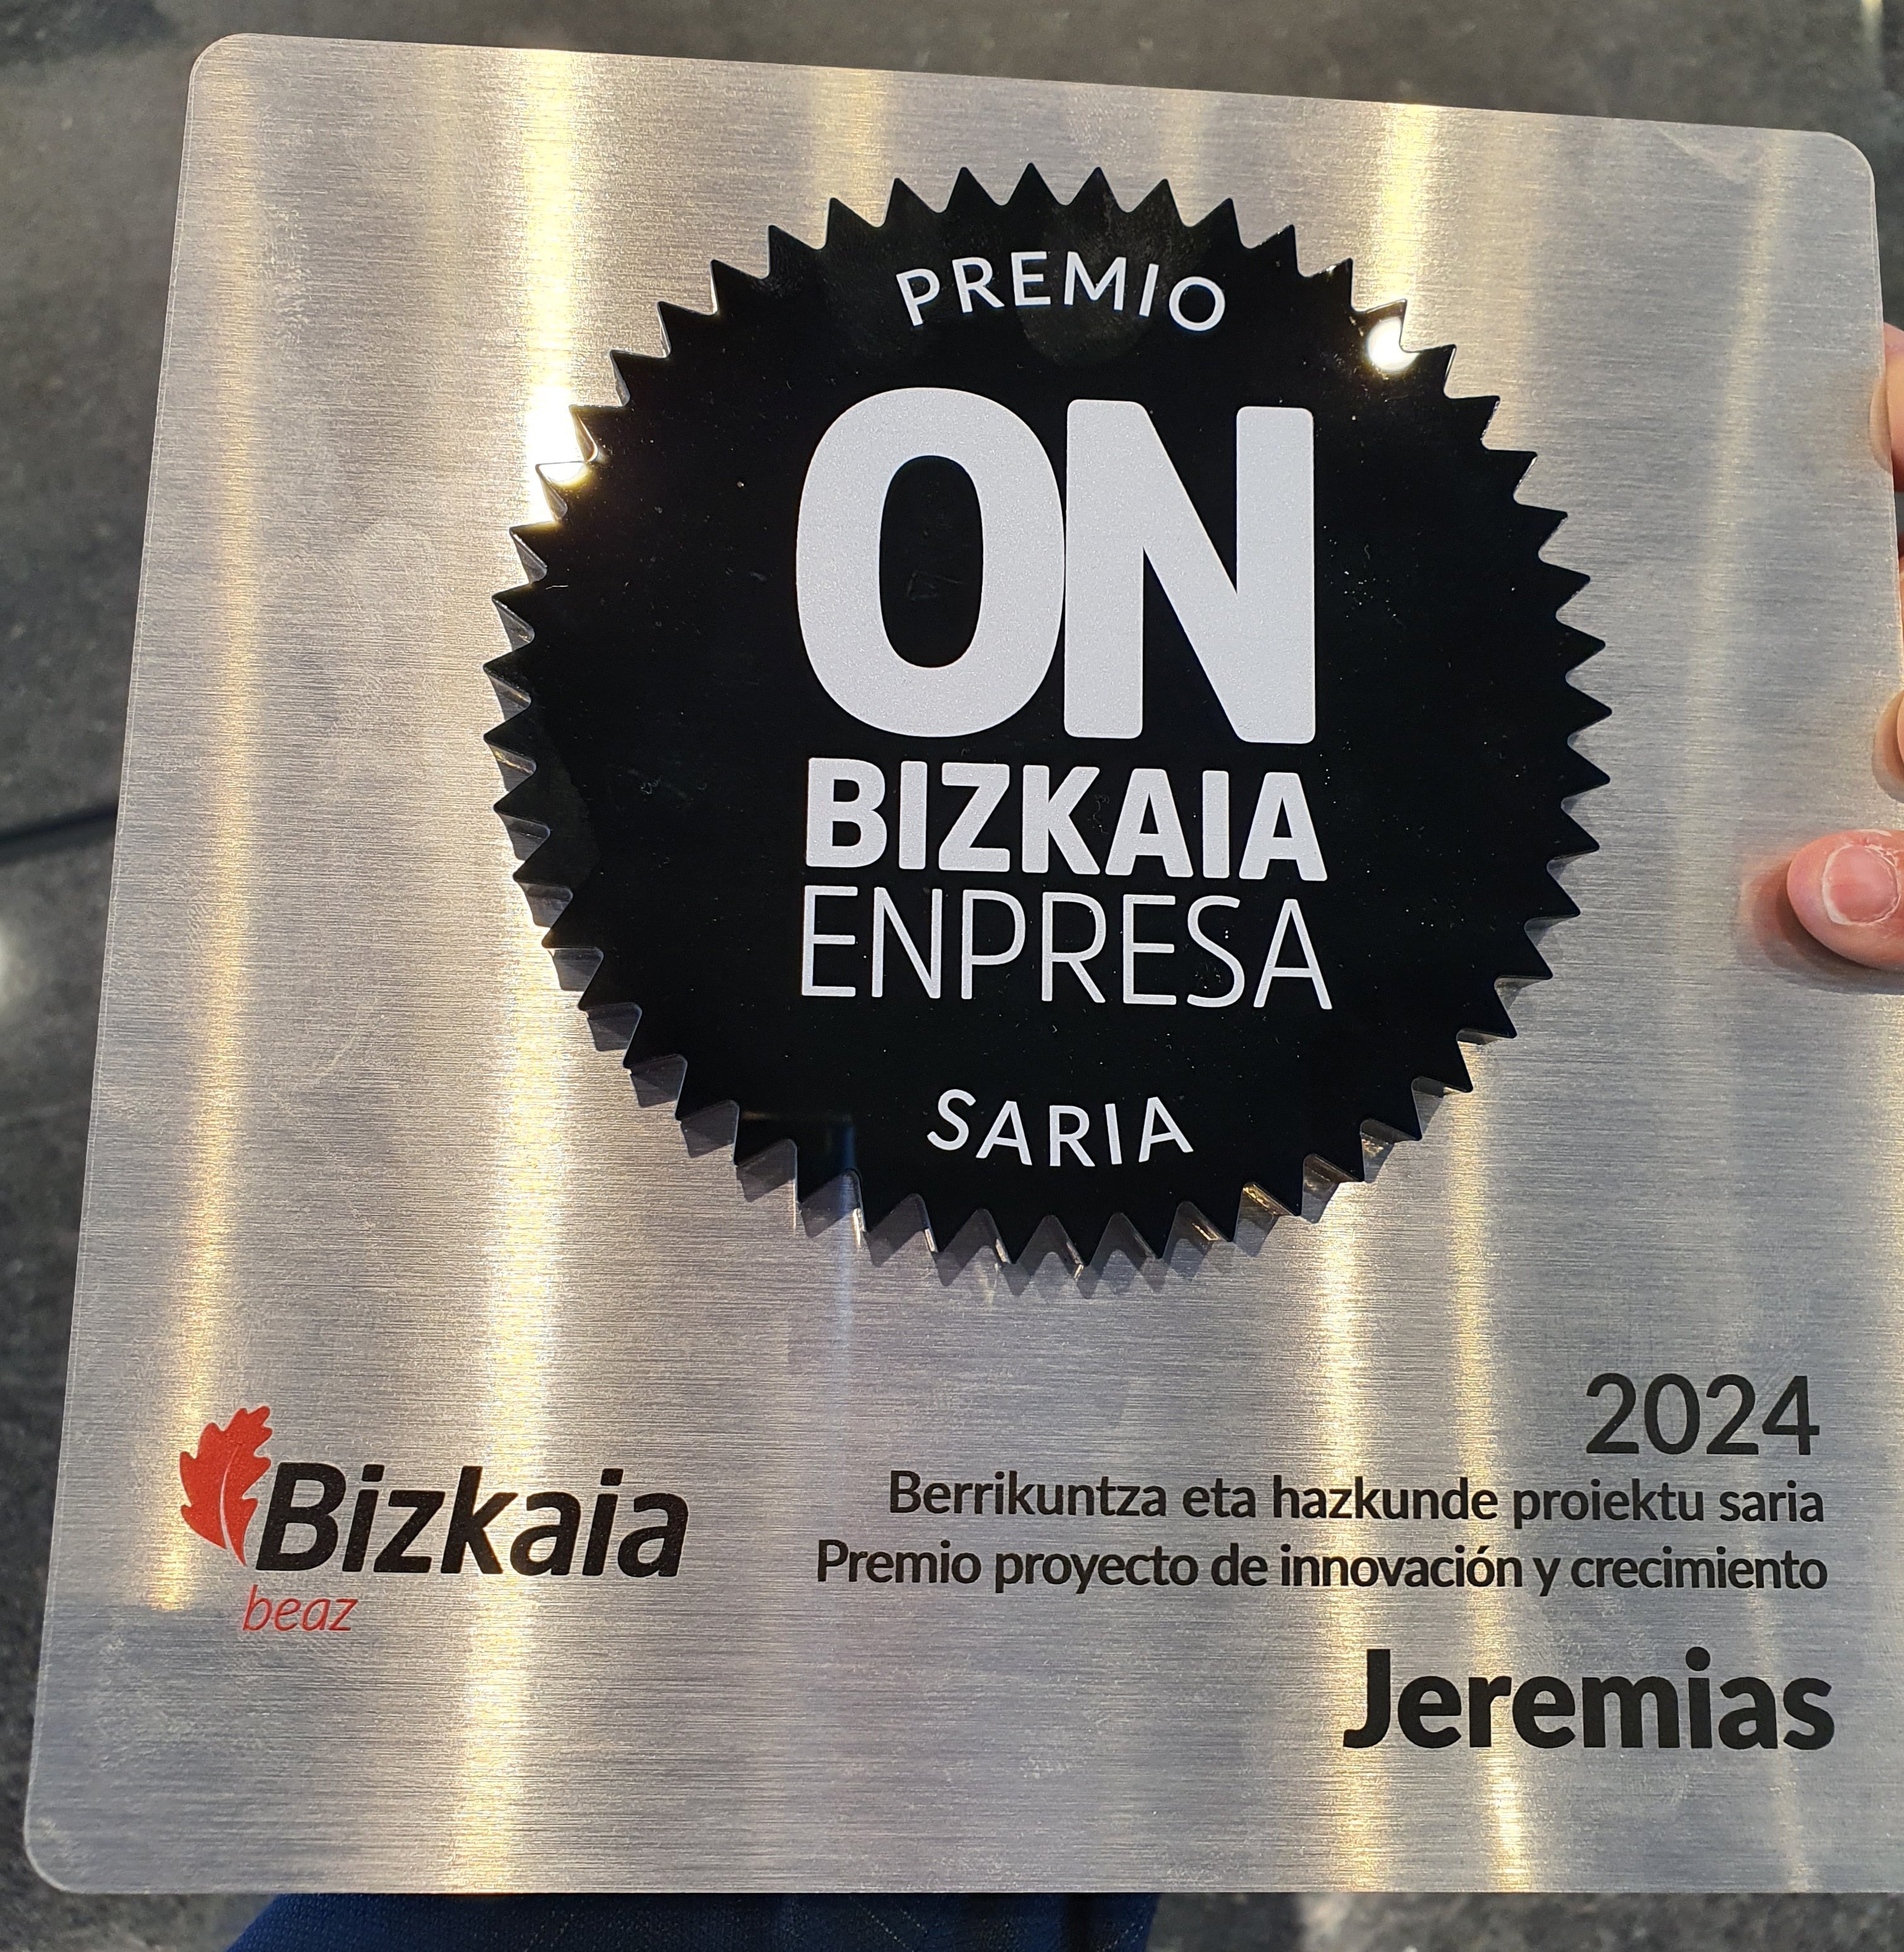 PREMIO
ON
BIZKAIA
ENPRESA
SARIA
2024
Berrikuntza eta hazkunde proiektu saria
Premio proyecto de innovación y crecimiento
Jeremias
Bizkaia
beaz